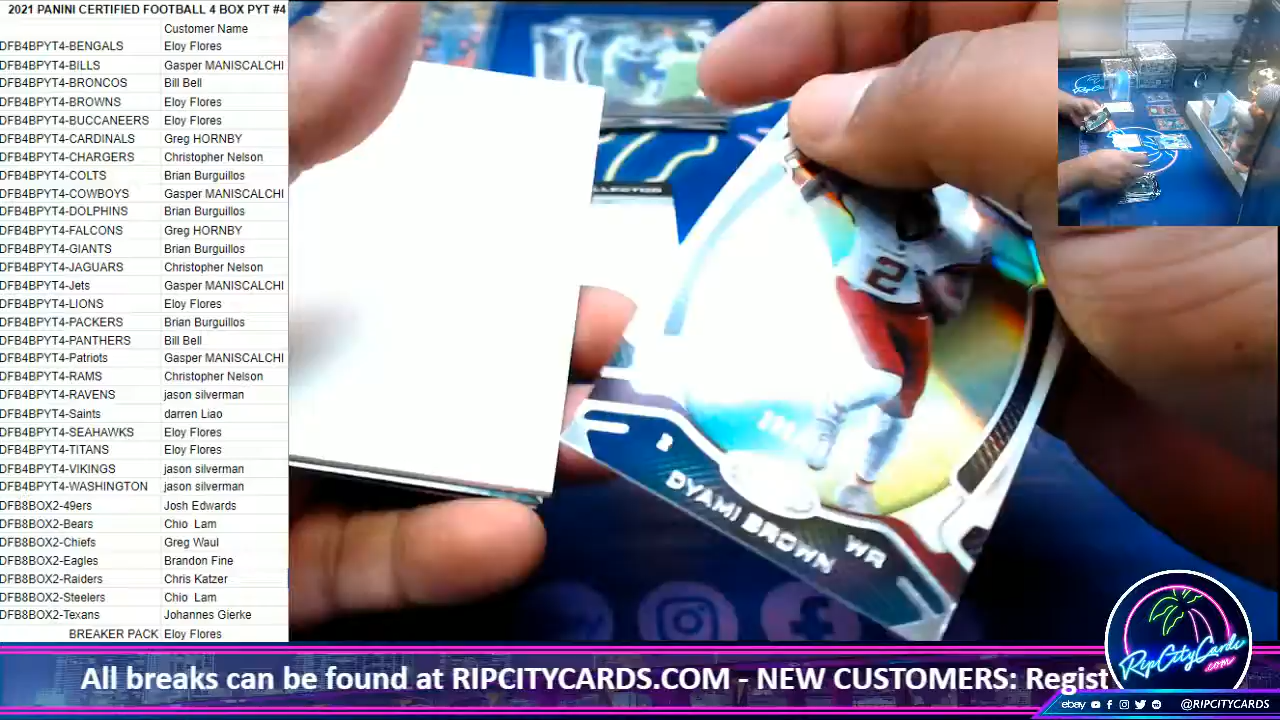 2021 PANINI CERTIFIED FOOTBALL 4 BOX PYT #4
Customer Name
DFB4BPYT4-BENGALS Eloy Flores
DFB4BPYT4-BILLS Gasper MANISCALCHI
DFB4BPYT4-BRONCOS Bill Bell
DFB4BPYT4-BROWNS Eloy Flores
DFB4BPYT4-BUCCANEERS Eloy Flores
DFB4BPYT4-CARDINALS Greg HORNBY
DFB4BPYT4-CHARGERS Christopher Nelson
DFB4BPYT4-COLTS Brian Burguillos
DFB4BPYT4-COWBOYS Gasper MANISCALCHI
DFB4BPYT4-DOLPHINS Brian Burguillos
DFB4BPYT4-FALCONS Greg HORNBY
DFB4BPYT4-GIANTS Brian Burguillos
DFB4BPYT4-JAGUARS Christopher Nelson
DFB4BPYT4-Jets Gasper MANISCALCHI
DFB4BPYT4-LIONS Eloy Flores
DFB4BPYT4-PACKERS Brian Burguillos
DFB4BPYT4-PANTHERS Bill Bell
DFB4BPYT4-Patriots Gasper MANISCALCHI
DFB4BPYT4-RAMS Christopher Nelson
DFB4BPYT4-RAVENS jason silverman
DFB4BPYT4-Saints darren Liao
DFB4BPYT4-SEAHAWKS Eloy Flores
DFB4BPYT4-TITANS Eloy Flores
DFB4BPYT4-VIKINGS jason silverman
DFB4BPYT4-WASHINGTON jason silverman
DFB8BOX2-49ers Josh Edwards
DFB8BOX2-Bears Chio Lam
DFB8BOX2-Chiefs Greg Waul
DFB8BOX2-Eagles Brandon Fine
DFB8BOX2-Raiders Chris Katzer
DFB8BOX2-Steelers Chio Lam
DFB8BOX2-Texans Johannes Gierke
BREAKER PACK Eloy Flores
2
2
DYAMI BROWN
WR
RipCityCards
.com
All breaks can be found at RIPCITYCARDS.COM - NEW CUSTOMERS: Regist
ebay @RIPCITYCARDS